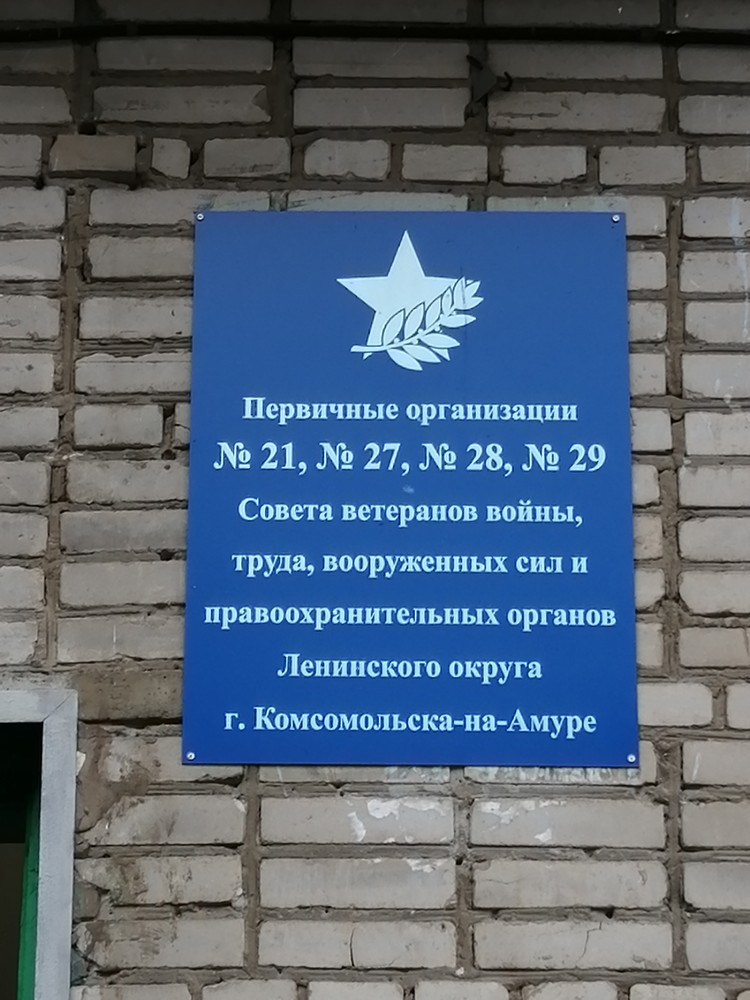 Первичные организации
№ 21, № 27, № 28, № 29
Совета ветеранов войны,
труда, вооруженных сил и
правоохранительных органов
Ленинского округа
г. Комсомольска-на-Амуре